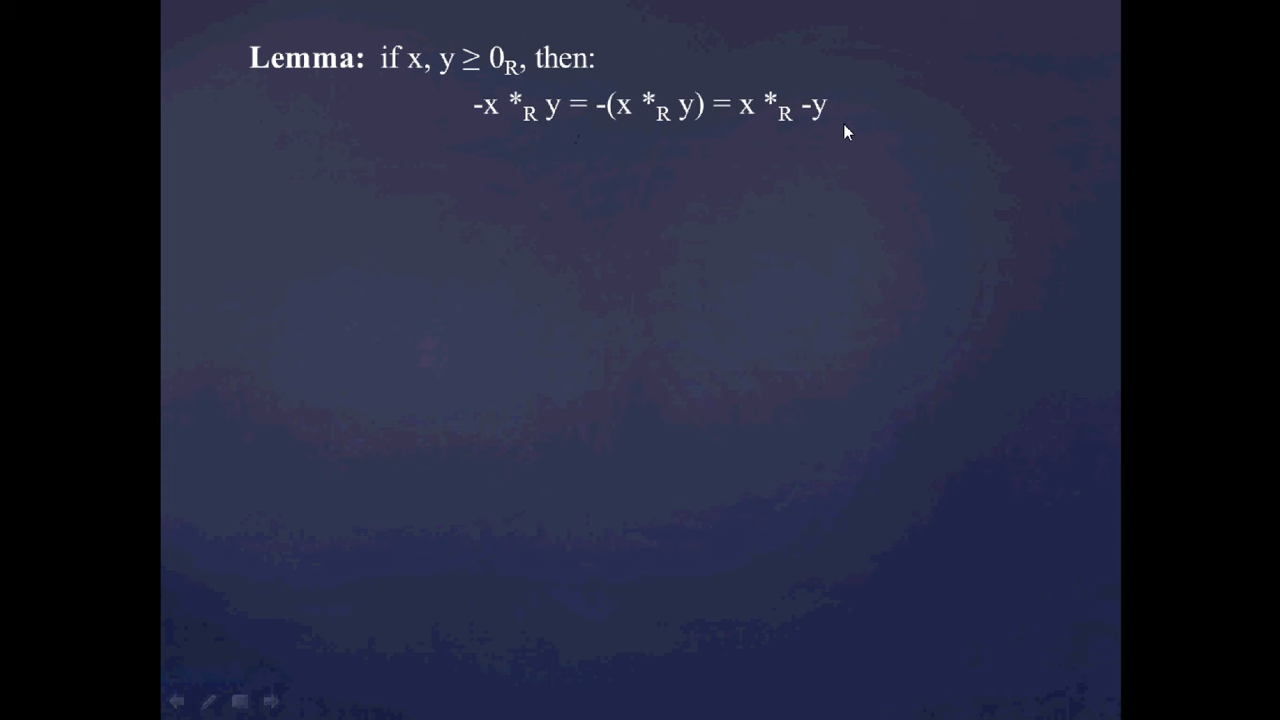 Lemma: if x, y ≥ 0R, then:
-x *R y = -(x *R y) = x *R -y